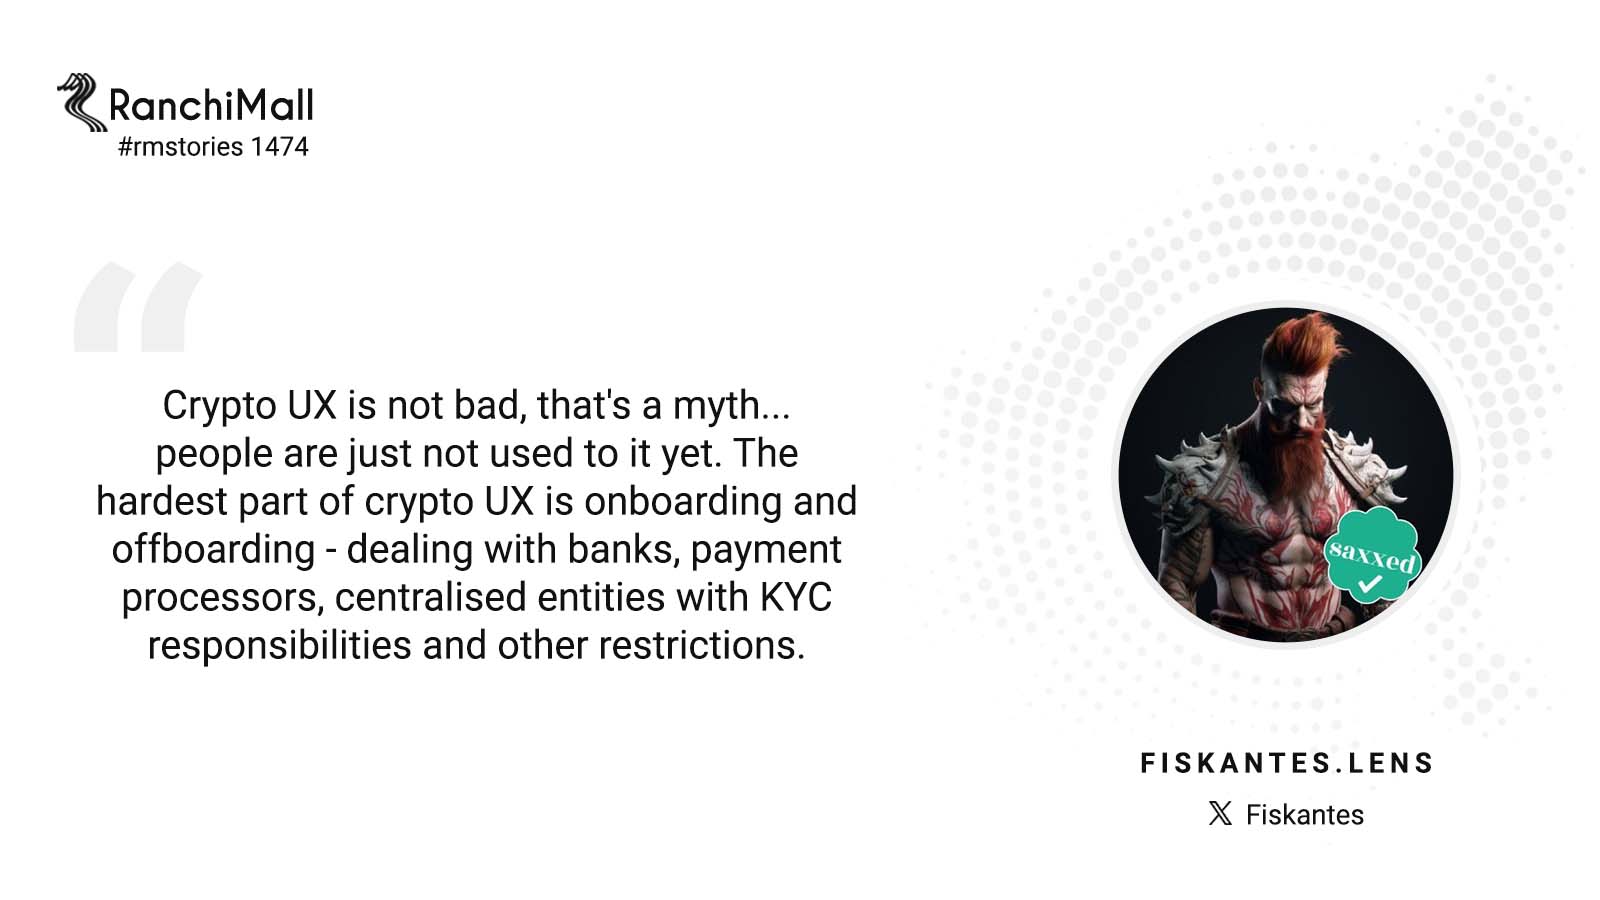 RanchiMall
#rmstories 1474
“
Crypto UX is not bad, that's a myth...
people are just not used to it yet. The
hardest part of crypto UX is onboarding and
offboarding - dealing with banks, payment
processors, centralised entities with KYC
responsibilities and other restrictions.
saxxed
FISKANTES.LENS
X Fiskantes